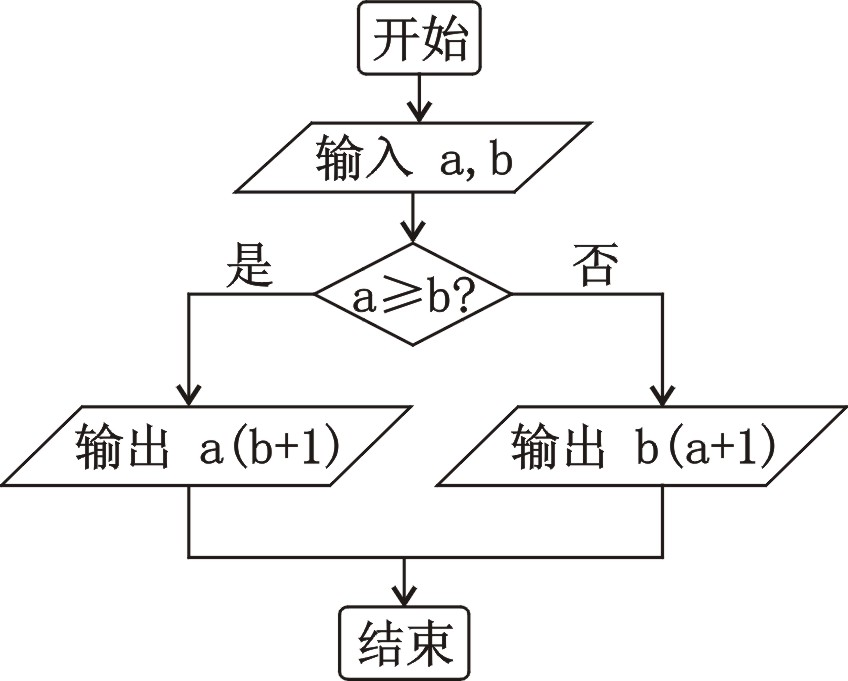 开始
输入 a,b
是
否
a≥b?
输出 a(b+1)
输出 b(a+1)
结束